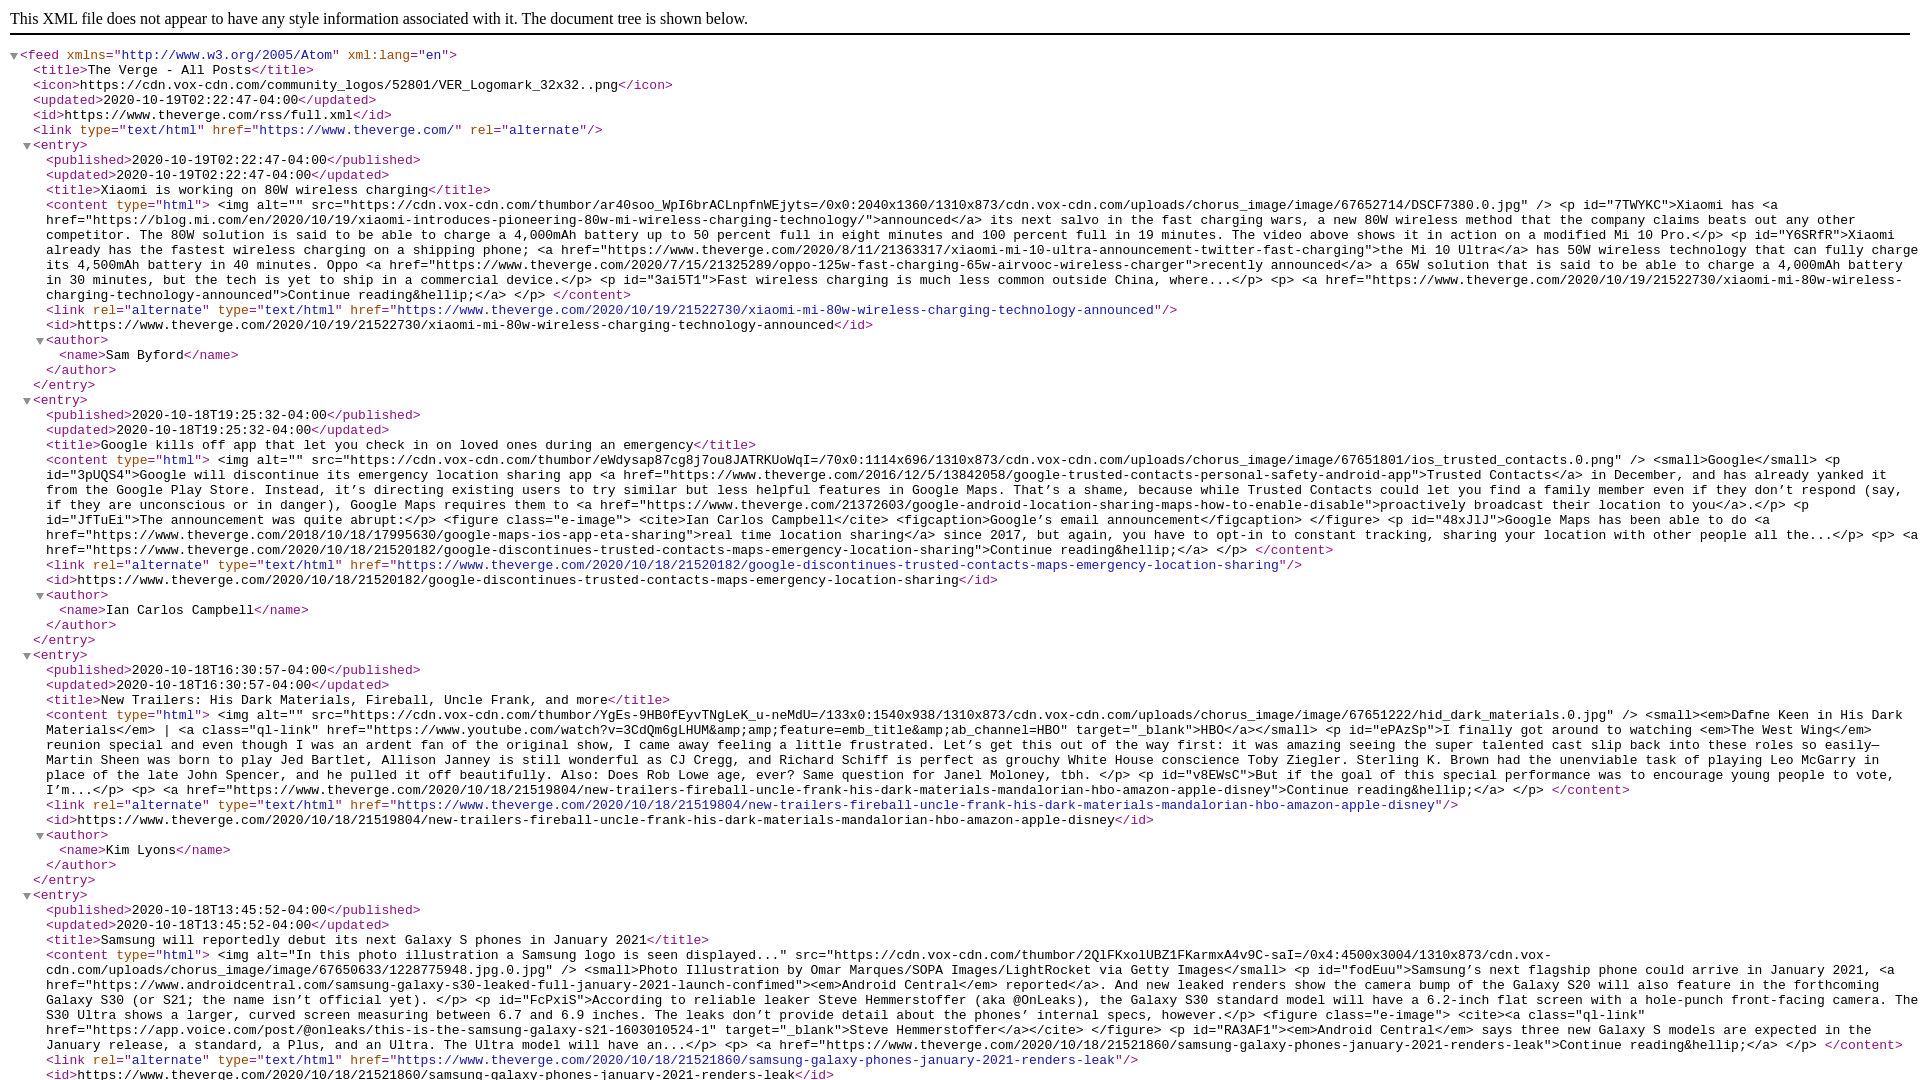 This XML file does not appear to have any style information associated with it. The document tree is shown below.
<feed xmlns="http://www.w3.org/2005/Atom" xml:lang="en">
<title>The Verge - All Posts</title>
<icon>https://cdn.vox-cdn.com/community_logos/52801/VER_Logomark_32x32..png</icon>
<updated>2020-10-19T02:22:47-04:00</updated>
<id>https://www.theverge.com/rss/full.xml</id>
<link type="text/html" href="https://www.theverge.com/" rel="alternate"/>
<entry>
<published>2020-10-19T02:22:47-04:00</published>
<updated>2020-10-19T02:22:47-04:00</updated>
<title>Xiaomi is working on 80W wireless charging</title>
<content type="html"> <img alt="" src="https://cdn.vox-cdn.com/thumbor/ar40soo_WpI6brACLnpfnWEjyts=/0x0:2040x1360/1310x873/cdn.vox-cdn.com/uploads/chorus_image/image/67652714/DSCF7380.0.jpg" /> <p id="7TWYKC">Xiaomi has <a
href="https://blog.mi.com/en/2020/10/19/xiaomi-introduces-pioneering-80w-mi-wireless-charging-technology/">announced</a> its next salvo in the fast charging wars, a new 80W wireless method that the company claims beats out any other
competitor. The 80W solution is said to be able to charge a 4,000mAh battery up to 50 percent full in eight minutes and 100 percent full in 19 minutes. The video above shows it in action on a modified Mi 10 Pro.</p> <p id="Y6SRfR">Xiaomi
already has the fastest wireless charging on a shipping phone; <a href="https://www.theverge.com/2020/8/11/21363317/xiaomi-mi-10-ultra-announcement-twitter-fast-charging">the Mi 10 Ultra</a> has 50W wireless technology that can fully charge
its 4,500mAh battery in 40 minutes. Oppo <a href="https://www.theverge.com/2020/7/15/21325289/oppo-125w-fast-charging-65w-airvooc-wireless-charger">recently announced</a> a 65W solution that is said to be able to charge a 4,000mAh battery
in 30 minutes, but the tech is yet to ship in a commercial device.</p> <p id="3ai5T1">Fast wireless charging is much less common outside China, where...</p> <p> <a href="https://www.theverge.com/2020/10/19/21522730/xiaomi-mi-80w-wireless-
charging-technology-announced">Continue reading&hellip;</a> </p> </content>
<link rel="alternate" type="text/html" href="https://www.theverge.com/2020/10/19/21522730/xiaomi-mi-80w-wireless-charging-technology-announced"/>
<id>https://www.theverge.com/2020/10/19/21522730/xiaomi-mi-80w-wireless-charging-technology-announced</id>
<author>
<name>Sam Byford</name>
</author>
</entry>
<entry>
<published>2020-10-18T19:25:32-04:00</published>
<updated>2020-10-18T19:25:32-04:00</updated>
<title>Google kills off app that let you check in on loved ones during an emergency</title>
<content type="html"> <img alt="" src="https://cdn.vox-cdn.com/thumbor/eWdysap87cg8j7ou8JATRKUoWqI=/70x0:1114x696/1310x873/cdn.vox-cdn.com/uploads/chorus_image/image/67651801/ios_trusted_contacts.0.png" /> <small>Google</small> <p
id="3pUQS4">Google will discontinue its emergency location sharing app <a href="https://www.theverge.com/2016/12/5/13842058/google-trusted-contacts-personal-safety-android-app">Trusted Contacts</a> in December, and has already yanked it
from the Google Play Store. Instead, it’s directing existing users to try similar but less helpful features in Google Maps. That’s a shame, because while Trusted Contacts could let you find a family member even if they don’t respond (say,
if they are unconscious or in danger), Google Maps requires them to <a href="https://www.theverge.com/21372603/google-android-location-sharing-maps-how-to-enable-disable">proactively broadcast their location to you</a>.</p> <p
id="JfTuEi">The announcement was quite abrupt:</p> <figure class="e-image"> <cite>Ian Carlos Campbell</cite> <figcaption>Google’s email announcement</figcaption> </figure> <p id="48xJlJ">Google Maps has been able to do <a
href="https://www.theverge.com/2018/10/18/17995630/google-maps-ios-app-eta-sharing">real time location sharing</a> since 2017, but again, you have to opt-in to constant tracking, sharing your location with other people all the...</p> <p> <a
href="https://www.theverge.com/2020/10/18/21520182/google-discontinues-trusted-contacts-maps-emergency-location-sharing">Continue reading&hellip;</a> </p> </content>
<link rel="alternate" type="text/html" href="https://www.theverge.com/2020/10/18/21520182/google-discontinues-trusted-contacts-maps-emergency-location-sharing"/>
<id>https://www.theverge.com/2020/10/18/21520182/google-discontinues-trusted-contacts-maps-emergency-location-sharing</id>
<author>
<name>Ian Carlos Campbell</name>
</author>
</entry>
<entry>
<published>2020-10-18T16:30:57-04:00</published>
<updated>2020-10-18T16:30:57-04:00</updated>
<title>New Trailers: His Dark Materials, Fireball, Uncle Frank, and more</title>
<content type="html"> <img alt="" src="https://cdn.vox-cdn.com/thumbor/YgEs-9HB0fEyvTNgLeK_u-neMdU=/133x0:1540x938/1310x873/cdn.vox-cdn.com/uploads/chorus_image/image/67651222/hid_dark_materials.0.jpg" /> <small><em>Dafne Keen in His Dark
Materials</em> | <a class="ql-link" href="https://www.youtube.com/watch?v=3CdQm6gLHUM&amp;amp;feature=emb_title&amp;ab_channel=HBO" target="_blank">HBO</a></small> <p id="ePAzSp">I finally got around to watching <em>The West Wing</em>
reunion special and even though I was an ardent fan of the original show, I came away feeling a little frustrated. Let’s get this out of the way first: it was amazing seeing the super talented cast slip back into these roles so easily—
Martin Sheen was born to play Jed Bartlet, Allison Janney is still wonderful as CJ Cregg, and Richard Schiff is perfect as grouchy White House conscience Toby Ziegler. Sterling K. Brown had the unenviable task of playing Leo McGarry in
place of the late John Spencer, and he pulled it off beautifully. Also: Does Rob Lowe age, ever? Same question for Janel Moloney, tbh. </p> <p id="v8EWsC">But if the goal of this special performance was to encourage young people to vote,
I’m...</p> <p> <a href="https://www.theverge.com/2020/10/18/21519804/new-trailers-fireball-uncle-frank-his-dark-materials-mandalorian-hbo-amazon-apple-disney">Continue reading&hellip;</a> </p> </content>
<link rel="alternate" type="text/html" href="https://www.theverge.com/2020/10/18/21519804/new-trailers-fireball-uncle-frank-his-dark-materials-mandalorian-hbo-amazon-apple-disney"/>
<id>https://www.theverge.com/2020/10/18/21519804/new-trailers-fireball-uncle-frank-his-dark-materials-mandalorian-hbo-amazon-apple-disney</id>
<author>
<name>Kim Lyons</name>
</author>
</entry>
<entry>
<published>2020-10-18T13:45:52-04:00</published>
<updated>2020-10-18T13:45:52-04:00</updated>
<title>Samsung will reportedly debut its next Galaxy S phones in January 2021</title>
<content type="html"> <img alt="In this photo illustration a Samsung logo is seen displayed..." src="https://cdn.vox-cdn.com/thumbor/2QlFKxolUBZ1FKarmxA4v9C-saI=/0x4:4500x3004/1310x873/cdn.vox-
cdn.com/uploads/chorus_image/image/67650633/1228775948.jpg.0.jpg" /> <small>Photo Illustration by Omar Marques/SOPA Images/LightRocket via Getty Images</small> <p id="fodEuu">Samsung’s next flagship phone could arrive in January 2021, <a
href="https://www.androidcentral.com/samsung-galaxy-s30-leaked-full-january-2021-launch-confimed"><em>Android Central</em> reported</a>. And new leaked renders show the camera bump of the Galaxy S20 will also feature in the forthcoming
Galaxy S30 (or S21; the name isn’t official yet). </p> <p id="FcPxiS">According to reliable leaker Steve Hemmerstoffer (aka @OnLeaks), the Galaxy S30 standard model will have a 6.2-inch flat screen with a hole-punch front-facing camera. The
S30 Ultra shows a larger, curved screen measuring between 6.7 and 6.9 inches. The leaks don’t provide detail about the phones’ internal specs, however.</p> <figure class="e-image"> <cite><a class="ql-link"
href="https://app.voice.com/post/@onleaks/this-is-the-samsung-galaxy-s21-1603010524-1" target="_blank">Steve Hemmerstoffer</a></cite> </figure> <p id="RA3AF1"><em>Android Central</em> says three new Galaxy S models are expected in the
January release, a standard, a Plus, and an Ultra. The Ultra model will have an...</p> <p> <a href="https://www.theverge.com/2020/10/18/21521860/samsung-galaxy-phones-january-2021-renders-leak">Continue reading&hellip;</a> </p> </content>
<link rel="alternate" type="text/html" href="https://www.theverge.com/2020/10/18/21521860/samsung-galaxy-phones-january-2021-renders-leak"/>
<id>https://www.theverge.com/2020/10/18/21521860/samsung-galaxy-phones-january-2021-renders-leak</id>